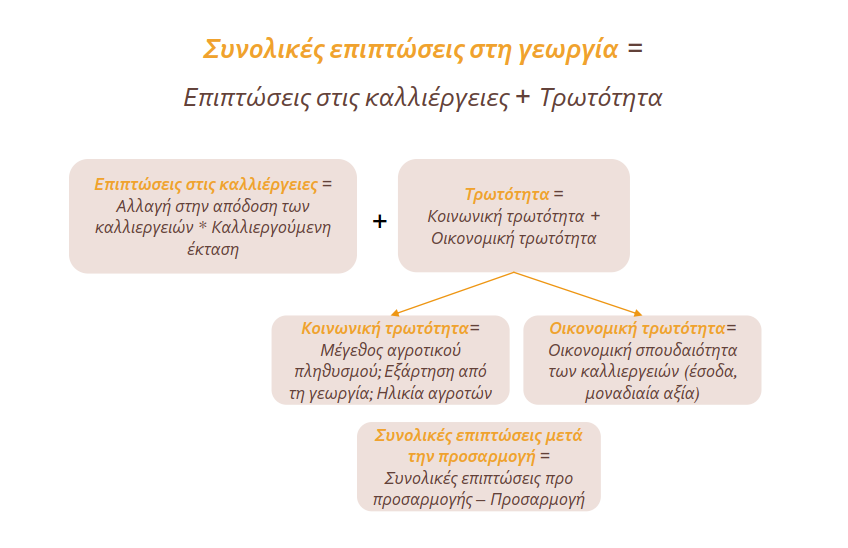 Συνολικές επιπτώσεις στη γεωργία =
Επιπτώσεις στις καλλιέργειες + Τρωτότητα
Επιπτώσεις στις καλλιέργειες =
Αλλαγή στην απόδοση των
καλλιεργειών * Καλλιεργούμενη
έκταση
+
Τρωτότητα =
Κοινωνική τρωτότητα +
Οικονομική τρωτότητα
Κοινωνική τρωτότητα=
Μέγεθος αγροτικού
πληθυσμού; Εξάρτηση από
τη γεωργία; Ηλικία αγροτών
Οικονομική τρωτότητα=
Οικονομική σπουδαιότητα
των καλλιεργειών (έσοδα,
μοναδιαία αξία)
Συνολικές επιπτώσεις μετά
την προσαρμογή =
Συνολικές επιπτώσεις προ
προσαρμογής – Προσαρμογή